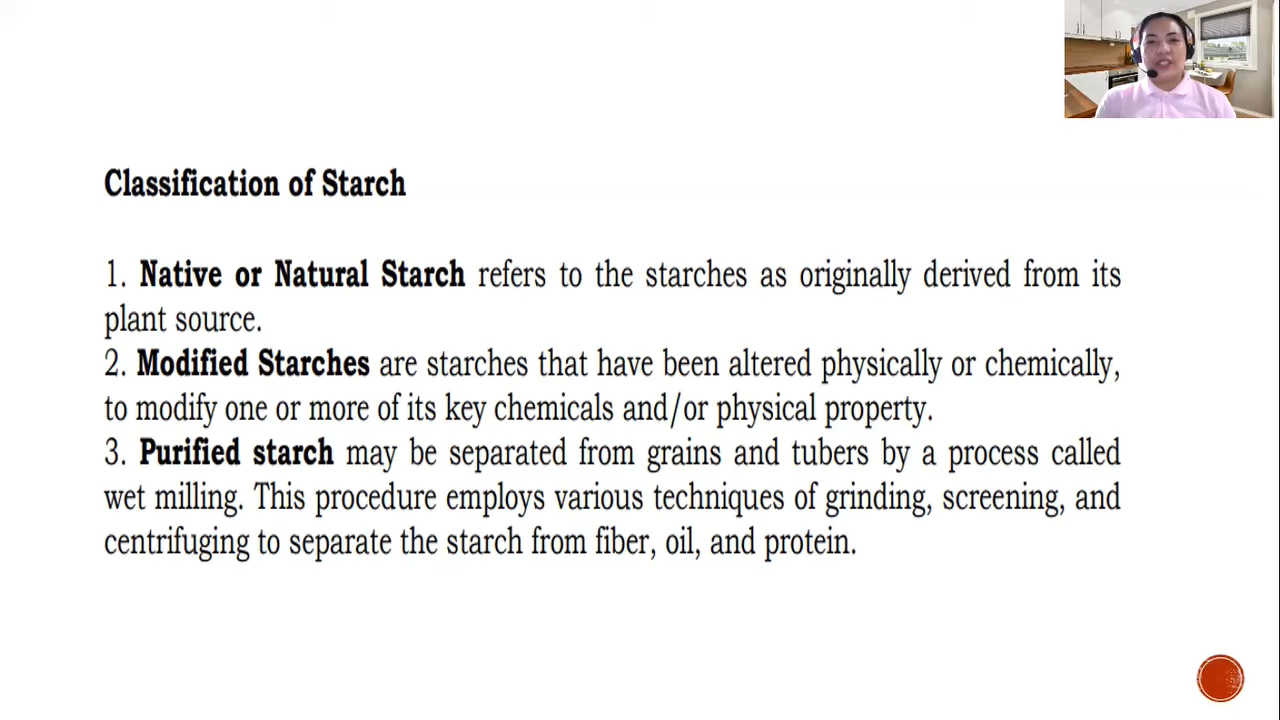 Classification of Starch
1. Native or Natural Starch refers to the starches as originally derived from its
plant source.
2. Modified Starches are starches that have been altered physically or chemically,
to modify one or more of its key chemicals and/or physical property.
3. Purified starch may be separated from grains and tubers by a process called
wet milling. This procedure employs various techniques of grinding, screening, and
centrifuging to separate the starch from fiber, oil, and protein.